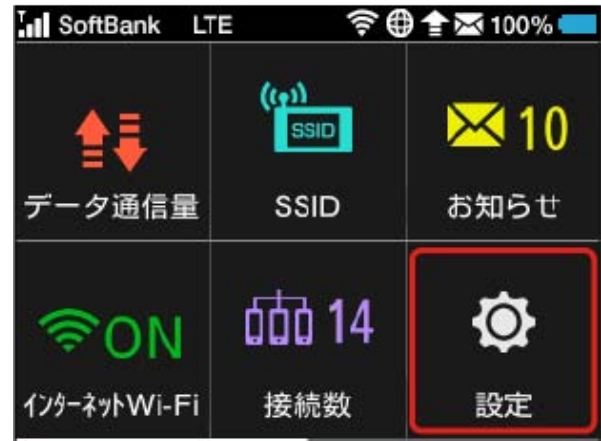 SoftBank LTE 100%
SSID
10
データ通信量 SSID お知らせ
ON 14
インターネットWi-Fi 接続数 設定